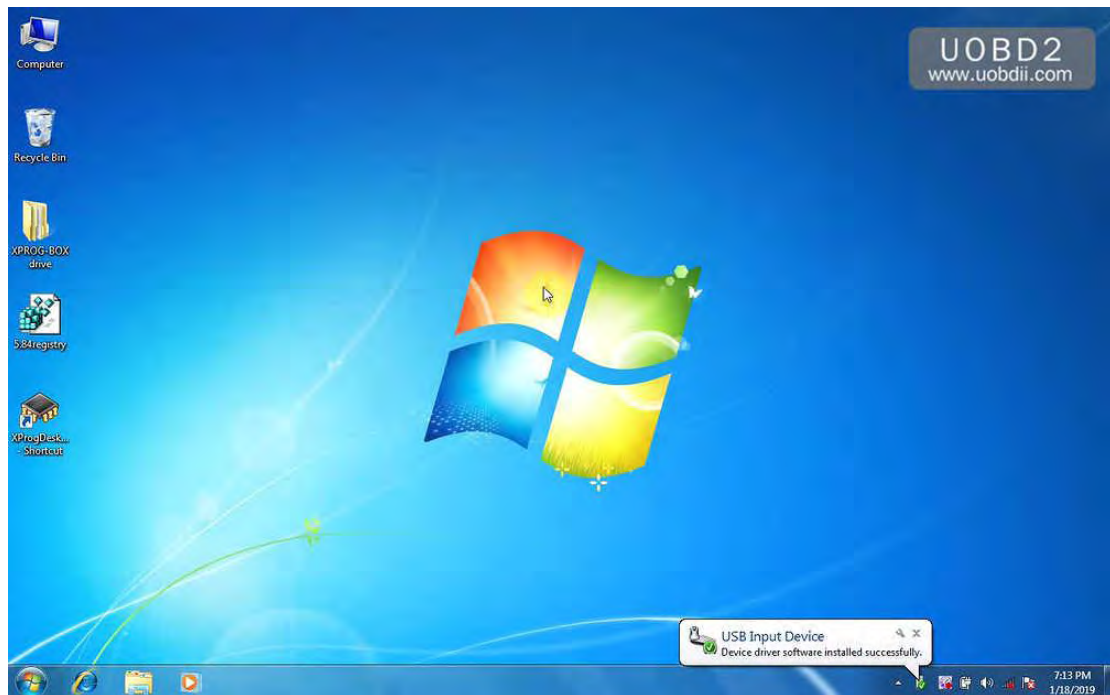 Computer
Recycle Bin
XPROG-BOX
drive
5.84registry
XProgDesk...
- Shortcut
UOBD2
www.uobdii.com
USB Input Device
Device driver software installed successfully.
7:13 PM
1/18/2019